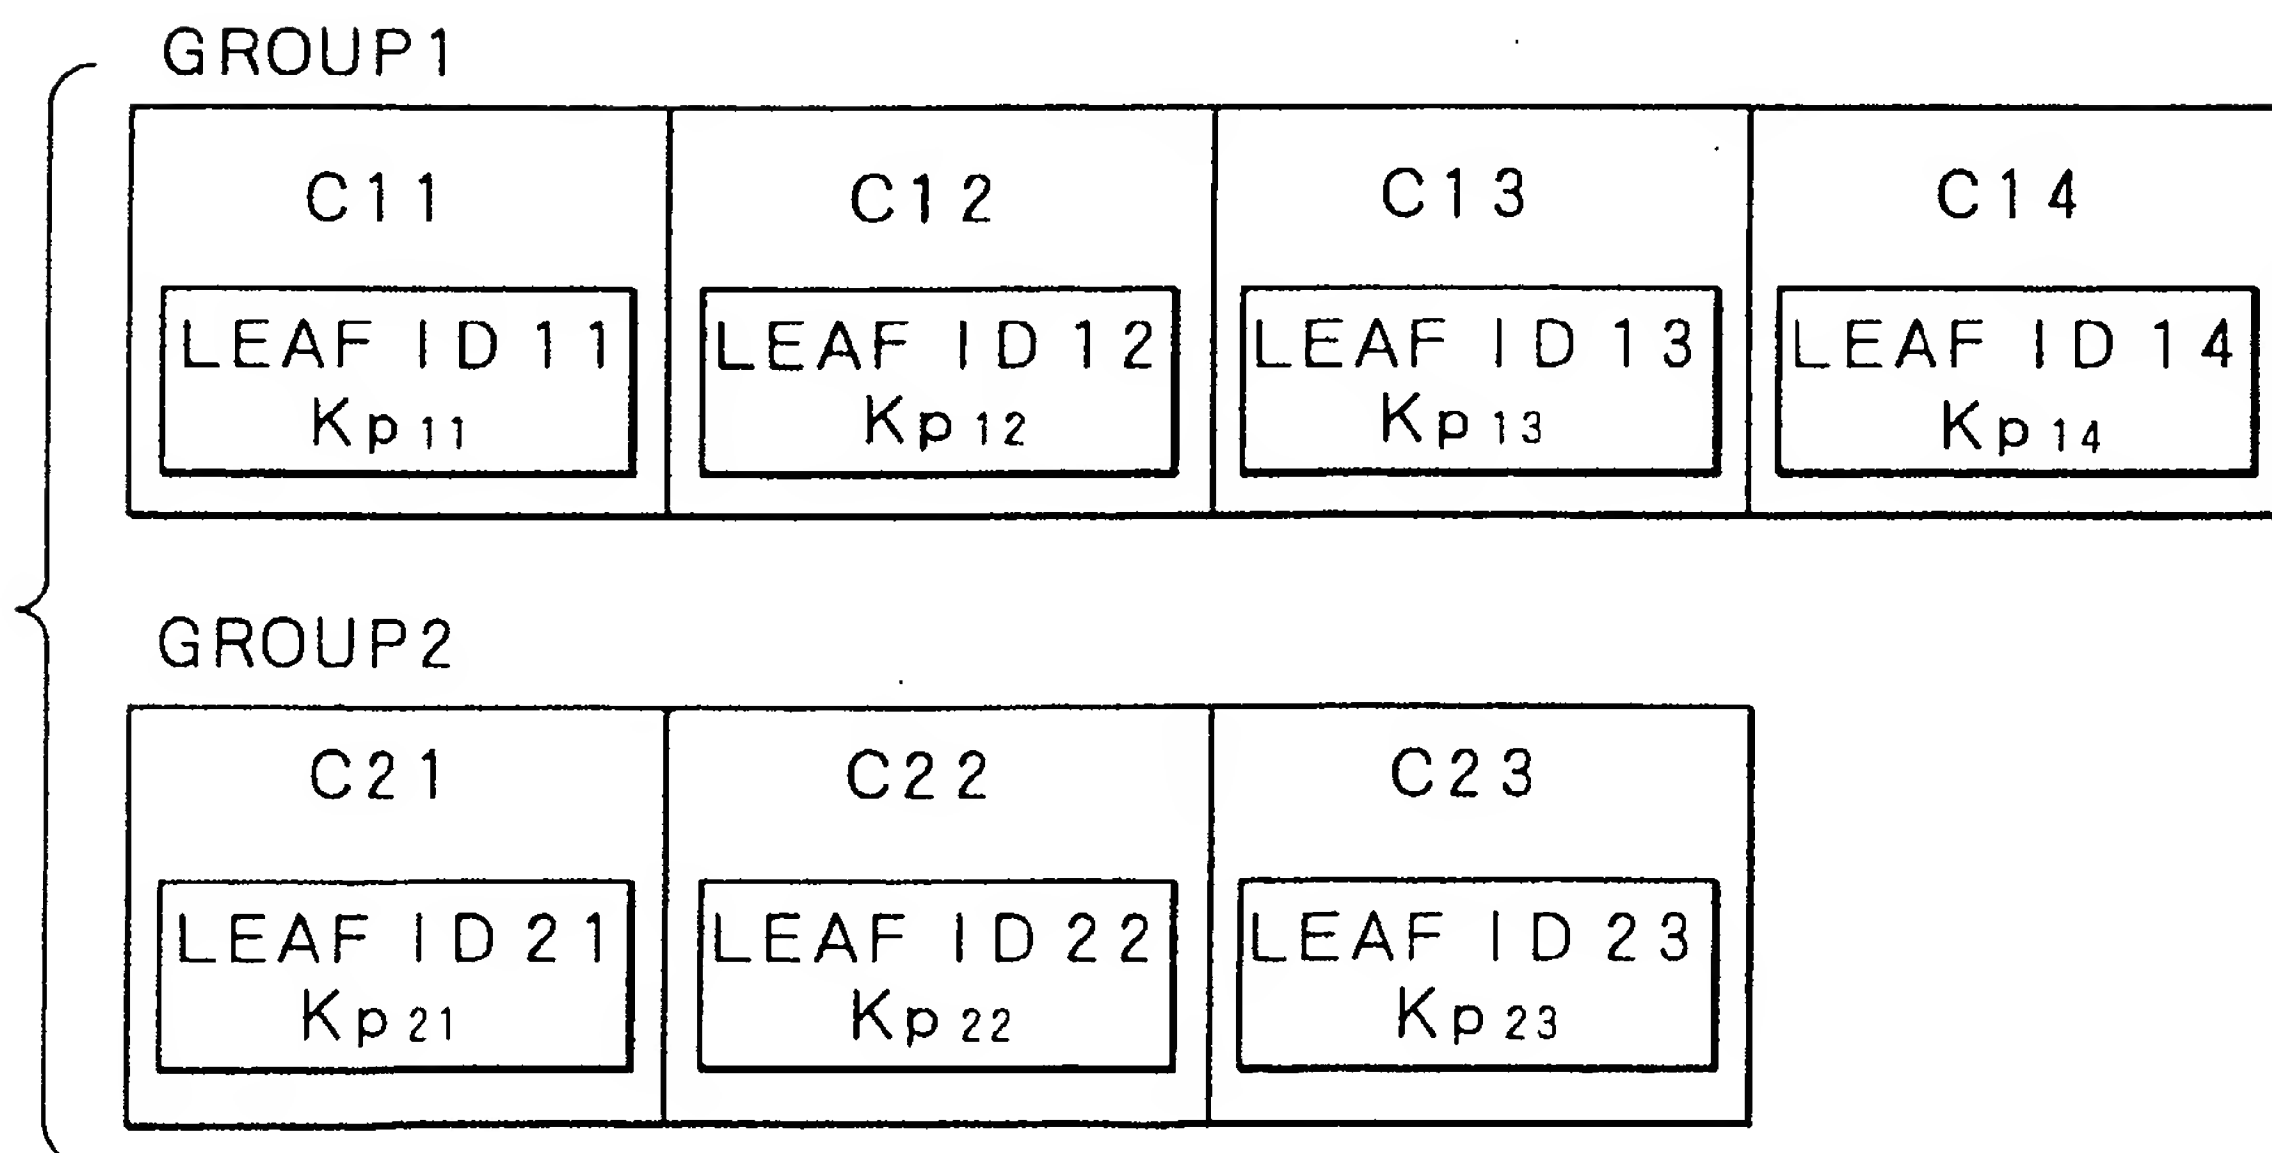 GROUP1
C11 C12 C13 C14
LEAF ID11 LEAF ID12 LEAF ID13 LEAF ID14
Kp11 Kp12 Kp13 Kp14
GROUP2
C21 C22 C23
LEAF ID21 LEAF ID22 LEAF ID23
Kp21 Kp22 Kp23